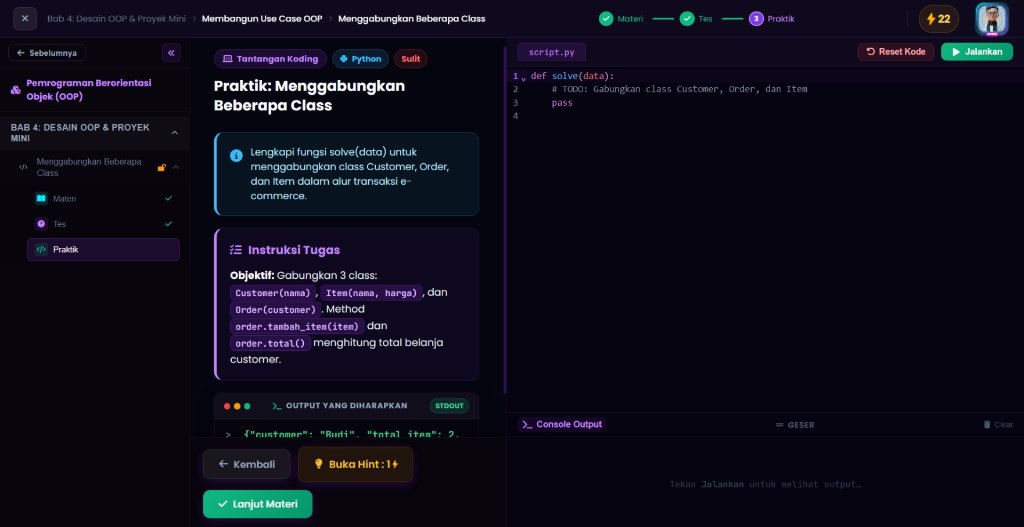 Bab 4: Desain OOP & Proyek Mini > Membangun Use Case OOP > Menggabungkan Beberapa Class
Materi
Tes
3 Praktik
22
Sebelumnya
Pemrograman Berorientasi
Objek (OOP)
BAB 4: DESAIN OOP & PROYEK
MINI
Menggabungkan Beberapa
Class
Materi
Tes
Praktik
Tantangan Koding
Python
Sulit
Praktik: Menggabungkan
Beberapa Class
Lengkapi fungsi solve(data) untuk
menggabungkan class Customer, Order,
dan Item dalam alur transaksi e-
commerce.
Instruksi Tugas
Objektif: Gabungkan 3 class:
Customer(nama), Item(nama, harga), dan
Order(customer). Method
order.tambah_item(item) dan
order.total() menghitung total belanja
customer.
OUTPUT YANG DIHARAPKAN
STDOUT
> {"customer": "Budi", "total_item": 2,
Kembali
Buka Hint : 1
Lanjut Materi
script.py
Reset Kode
Jalankan
1 def solve(data):
2 # TODO: Gabungkan class Customer, Order, dan Item
3 pass
4
Console Output
GESER
Clear
Tekan Jalankan untuk melihat output…